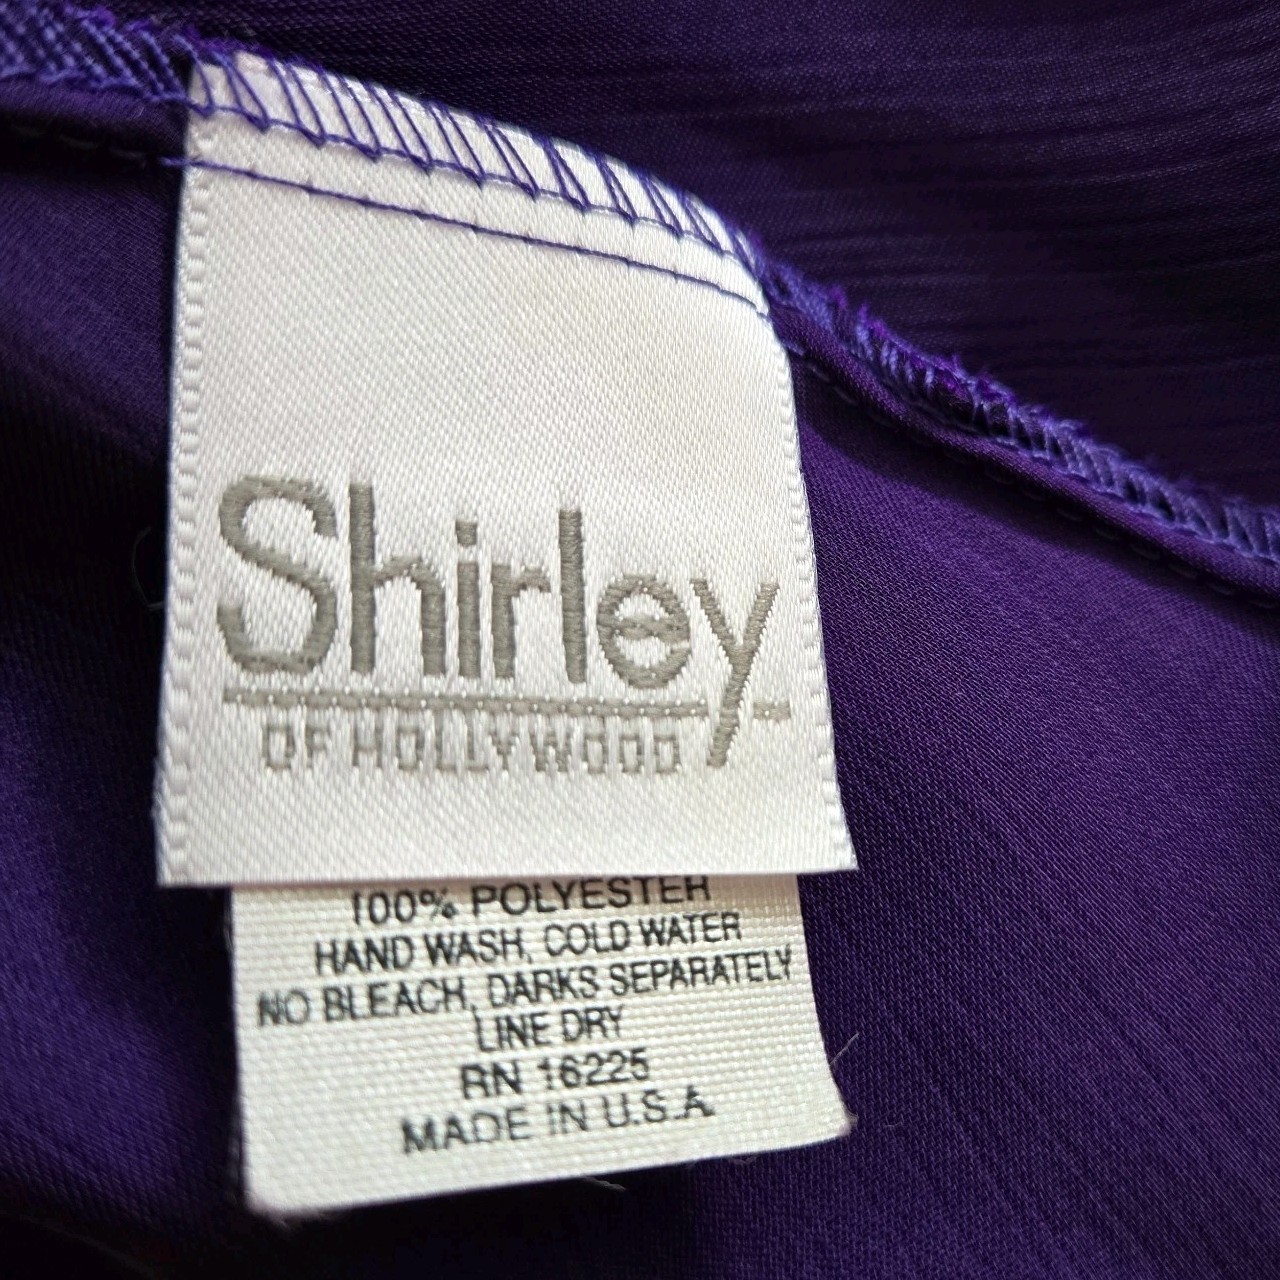 Shirley
OF HOLLYWOOD
100% POLYESTER
HAND WASH, COLD WATER
NO BLEACH, DARKS SEPARATELY
LINE DRY
RN 16225
MADE IN U.S.A